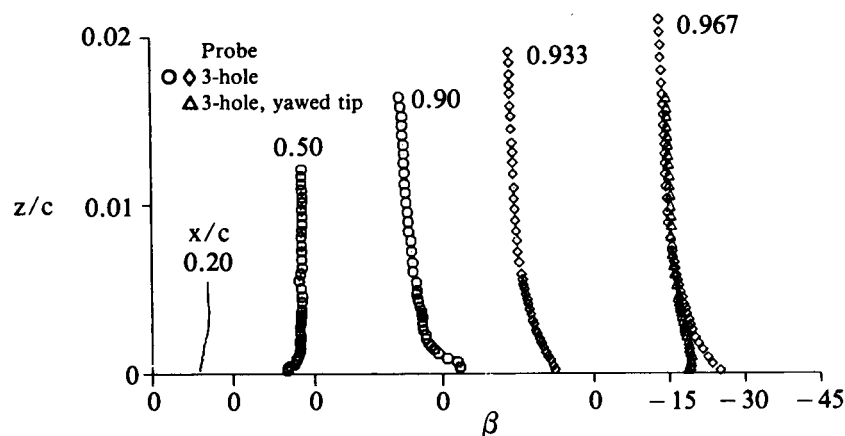 0.02
Probe
3-hole
3-hole, yawed tip
0.50
0.90
0.933
0.967
z/c
0.01
x/c
0.20
0
0 0 0 0 0 −15 −30 −45
β